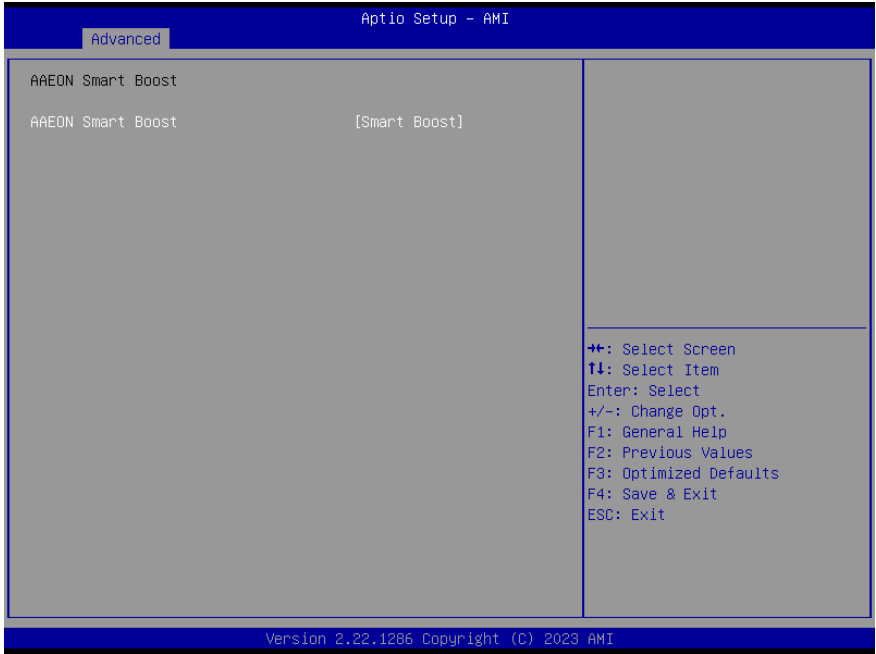 Aptio Setup – AMI
Advanced
AAEON Smart Boost
AAEON Smart Boost [Smart Boost]
→←: Select Screen
↑↓: Select Item
Enter: Select
+/-: Change Opt.
F1: General Help
F2: Previous Values
F3: Optimized Defaults
F4: Save & Exit
ESC: Exit
Version 2.22.1286 Copyright (C) 2023 AMI